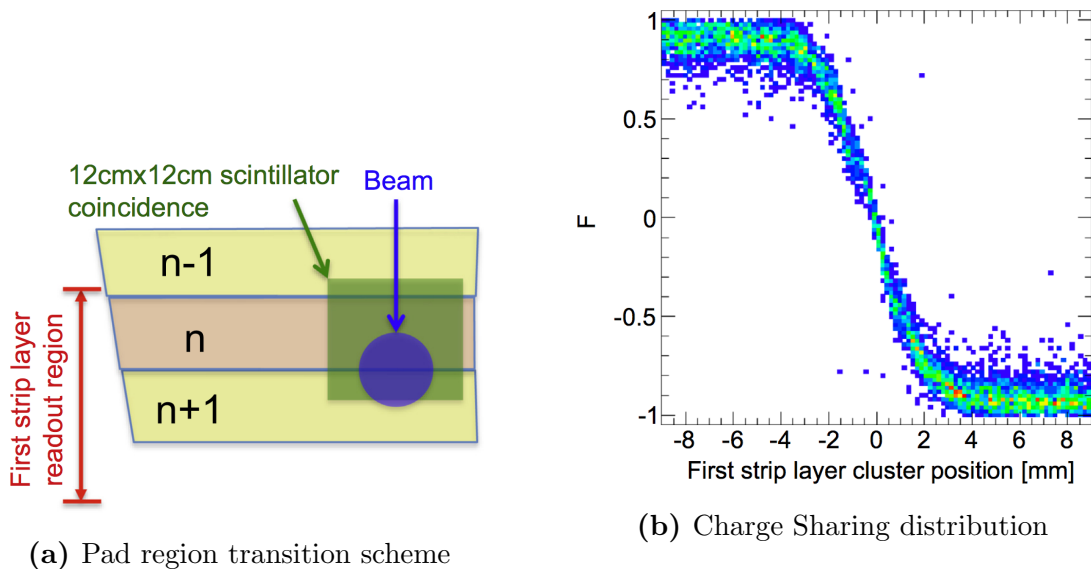 12cmx12cm scintillator
coincidence
Beam
n-1
n
n+1
First strip layer
readout region
(a) Pad region transition scheme
1
0.5
0
-0.5
-1
F
-8 -6 -4 -2 0 2 4 6 8
First strip layer cluster position [mm]
(b) Charge Sharing distribution